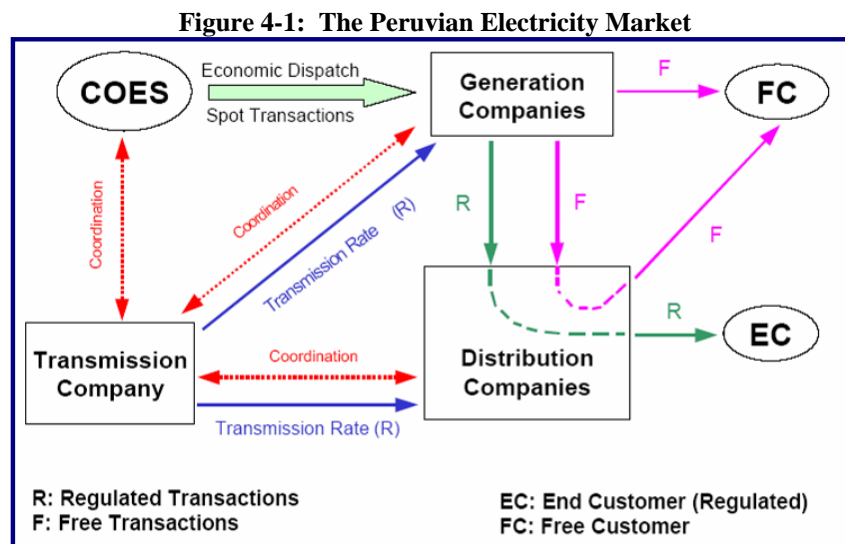 Figure 4-1: The Peruvian Electricity Market
COES
Economic Dispatch
Spot Transactions
Generation
Companies
F
FC
Coordination
Coordination
Transmission Rate (R)
R
F
F
Transmission
Company
Coordination
Transmission Rate (R)
Distribution
Companies
R
EC
R: Regulated Transactions
F: Free Transactions
EC: End Customer (Regulated)
FC: Free Customer